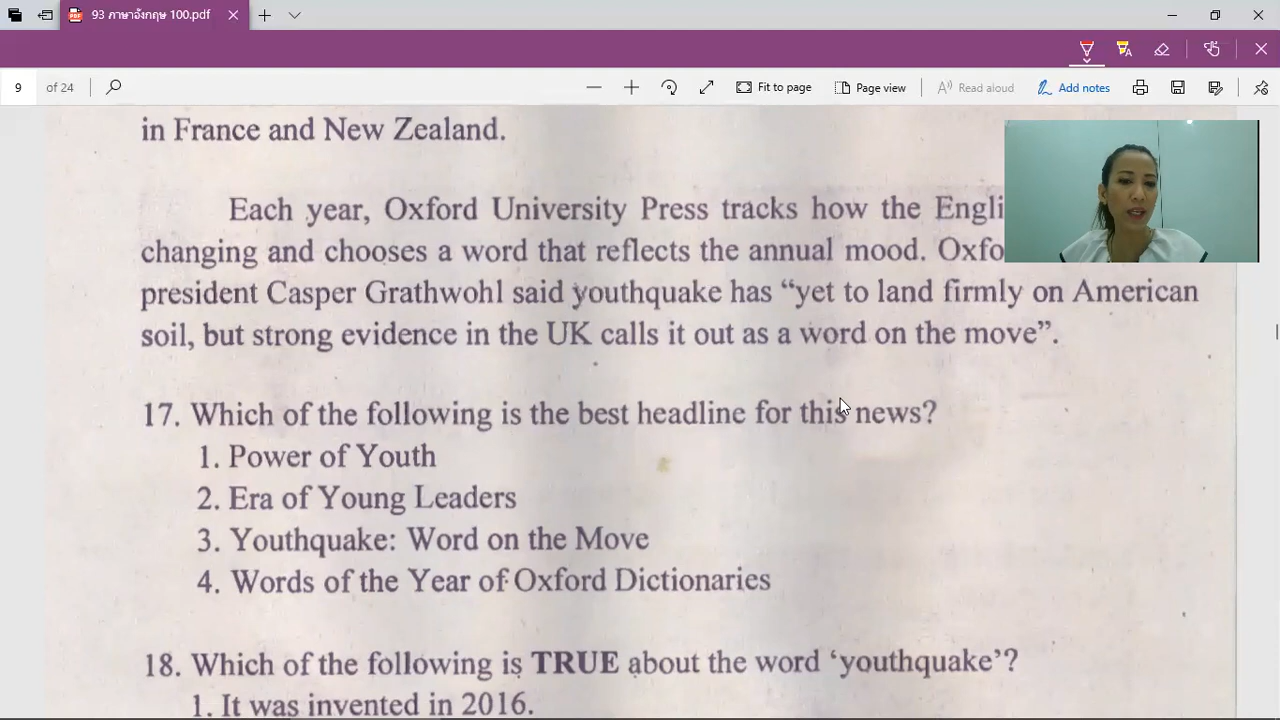 93 ภาษาอังกฤษ 100.pdf
9 of 24 Fit to page Page view Read aloud Add notes
in France and New Zealand.
Each year, Oxford University Press tracks how the Engli
changing and chooses a word that reflects the annual mood. Oxfo
president Casper Grathwohl said youthquake has “yet to land firmly on American
soil, but strong evidence in the UK calls it out as a word on the move”.
17. Which of the following is the best headline for this news?
1. Power of Youth
2. Era of Young Leaders
3. Youthquake: Word on the Move
4. Words of the Year of Oxford Dictionaries
18. Which of the following is TRUE about the word ‘youthquake’?
1. It was invented in 2016.